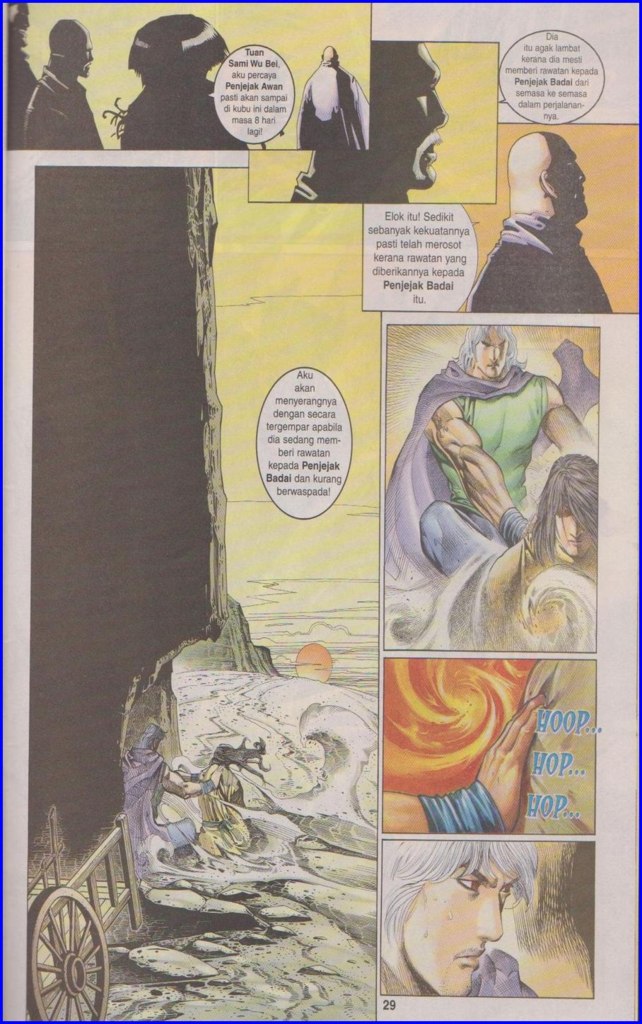 Tuan
Sami Wu Bei,
aku percaya
Penjejak Awan
pasti akan sampai
di kubu ini dalam
masa 8 hari
lagi!
Dia
itu agak lambat
kerana dia mesti
memberi rawatan kepada
Penjejak Badai dari
semasa ke semasa
dalam perjalanan-
nya.
Elok itu! Sedikit
sebanyak kekuatannya
pasti telah merosot
kerana rawatan yang
diberikannya kepada
Penjejak Badai
itu.
Aku
akan
menyerangnya
dengan secara
tergempar apabila
dia sedang mem-
beri rawatan
kepada Penjejak
Badai dan kurang
berwaspada!
HOOP...
HOP...
HOP...
29